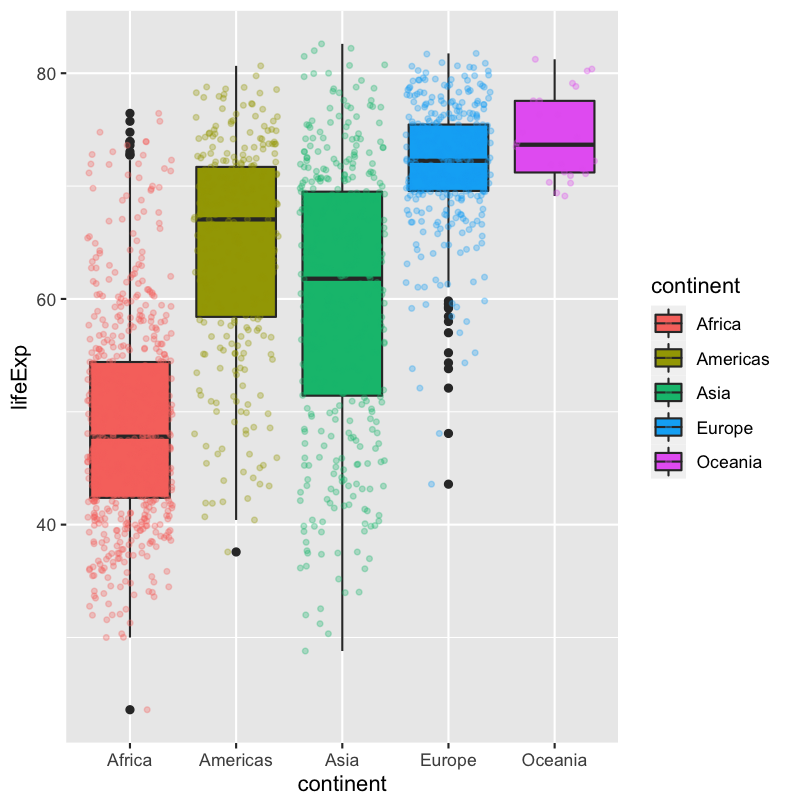 80
60
40
lifeExp
Africa
Americas
Asia
Europe
Oceania
continent
continent
Africa
Americas
Asia
Europe
Oceania